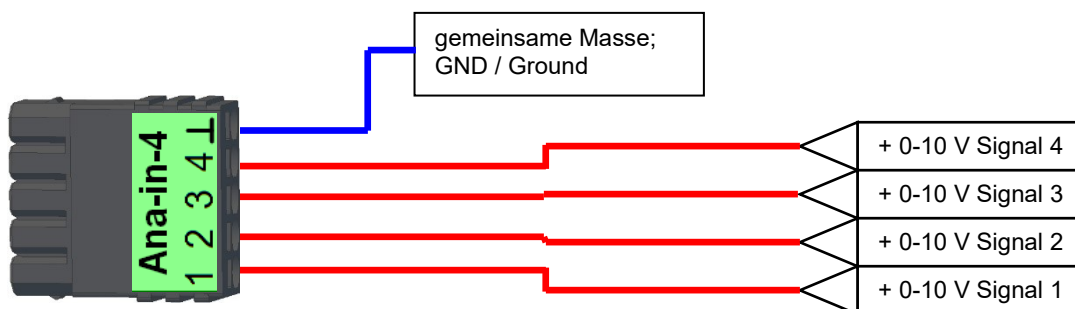 gemeinsame Masse;
GND / Ground
Ana-in-4
1 2 3 4 ⊥
+ 0-10 V Signal 4
+ 0-10 V Signal 3
+ 0-10 V Signal 2
+ 0-10 V Signal 1